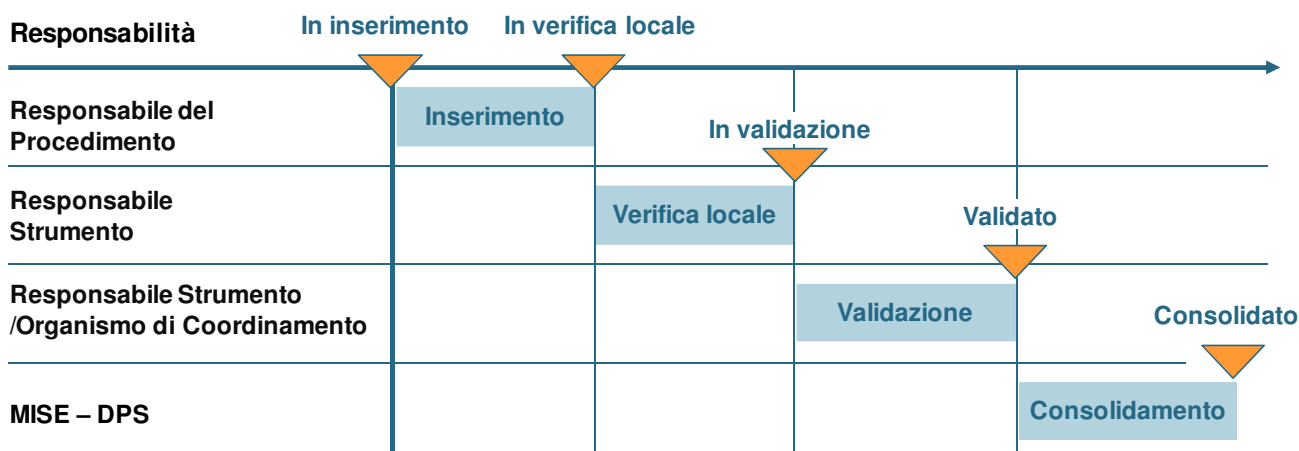 Responsabilità
In inserimento
In verifica locale
Responsabile del
Procedimento
Inserimento
In validazione
Responsabile
Strumento
Verifica locale
Validato
Responsabile Strumento
/Organismo di Coordinamento
Validazione
Consolidato
MISE – DPS
Consolidamento